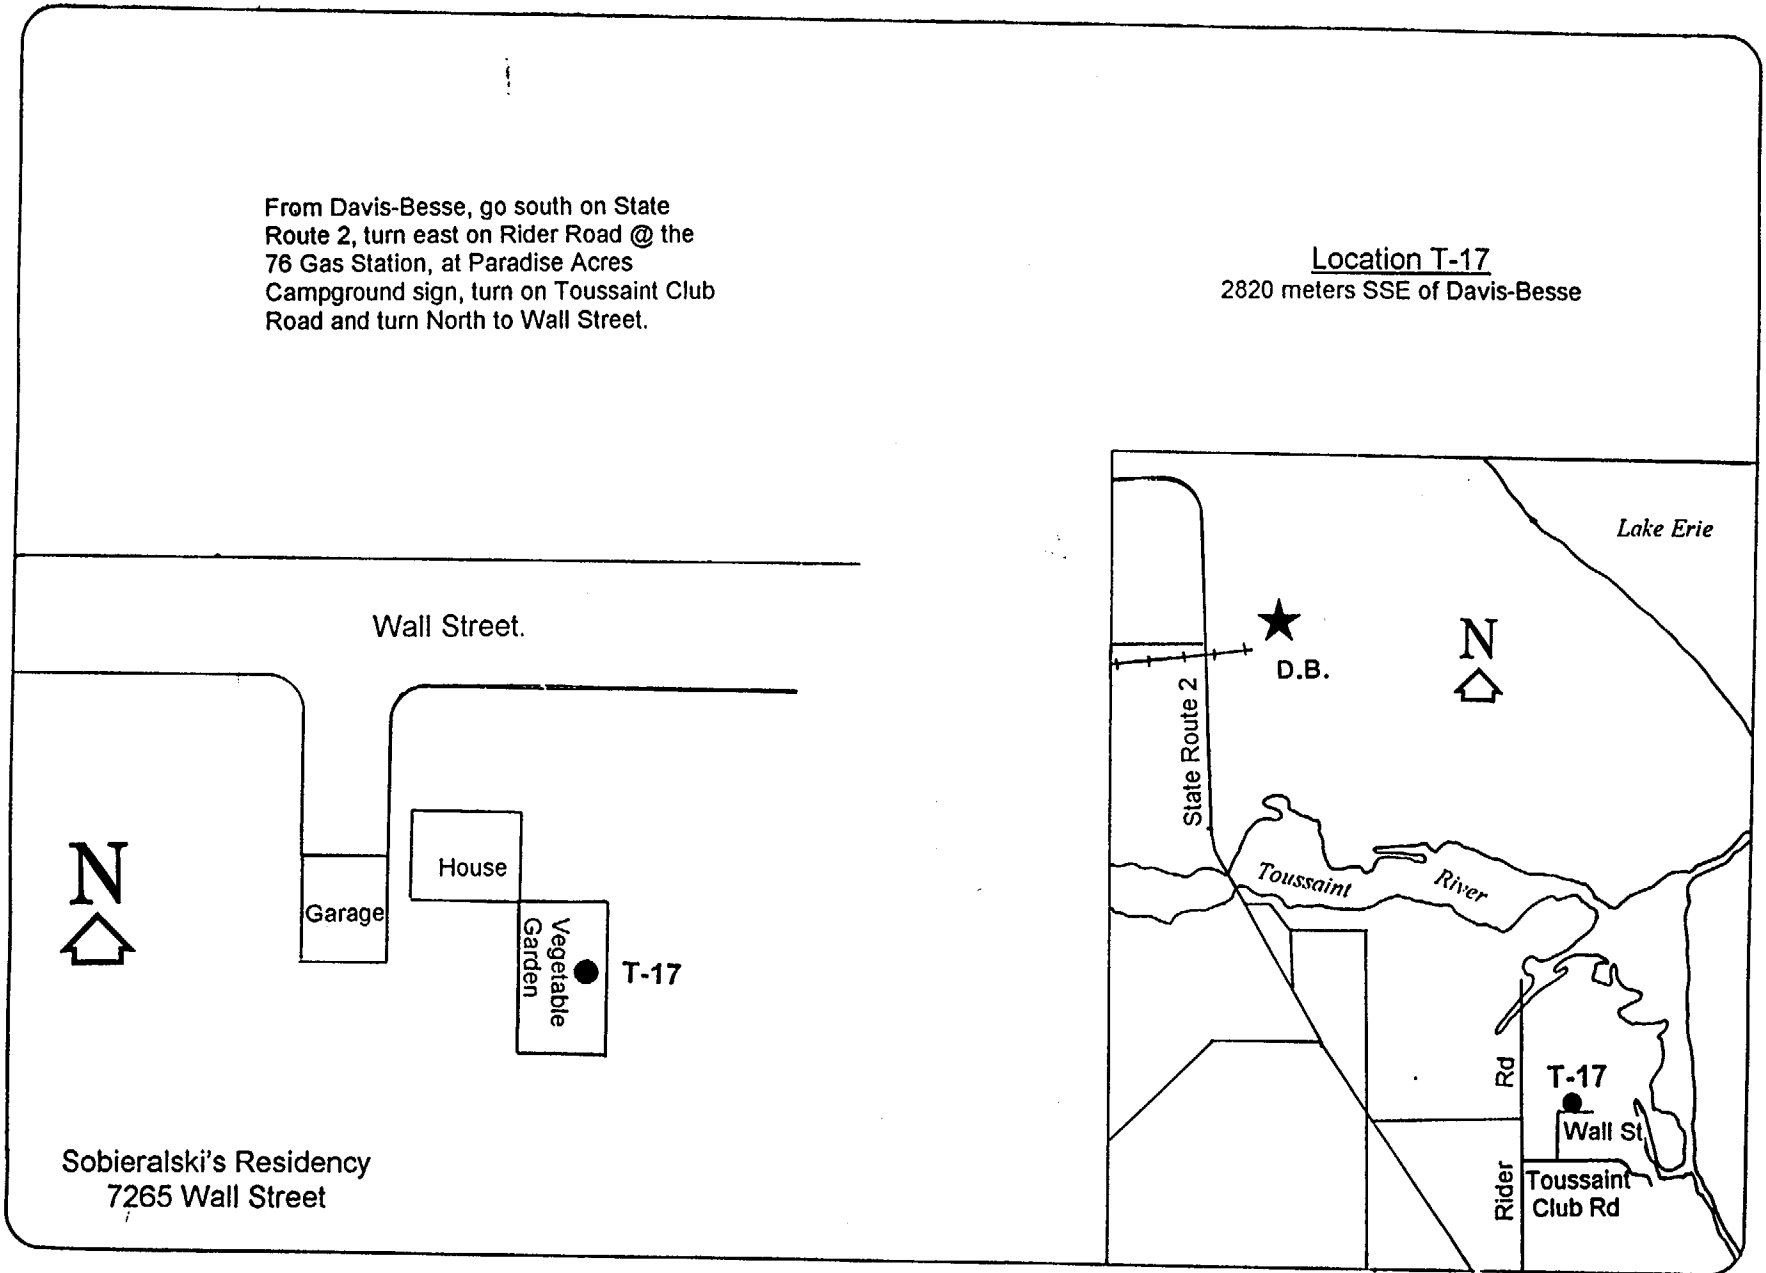 From Davis-Besse, go south on State
Route 2, turn east on Rider Road @ the
76 Gas Station, at Paradise Acres
Campground sign, turn on Toussaint Club
Road and turn North to Wall Street.
Location T-17
2820 meters SSE of Davis-Besse
Wall Street.
N
House
Garage
Vegetable
Garden
T-17
Sobieralski's Residency
7265 Wall Street
Lake Erie
N
D.B.
State Route 2
Toussaint River
Rider Rd
T-17
Wall St
Toussaint
Club Rd